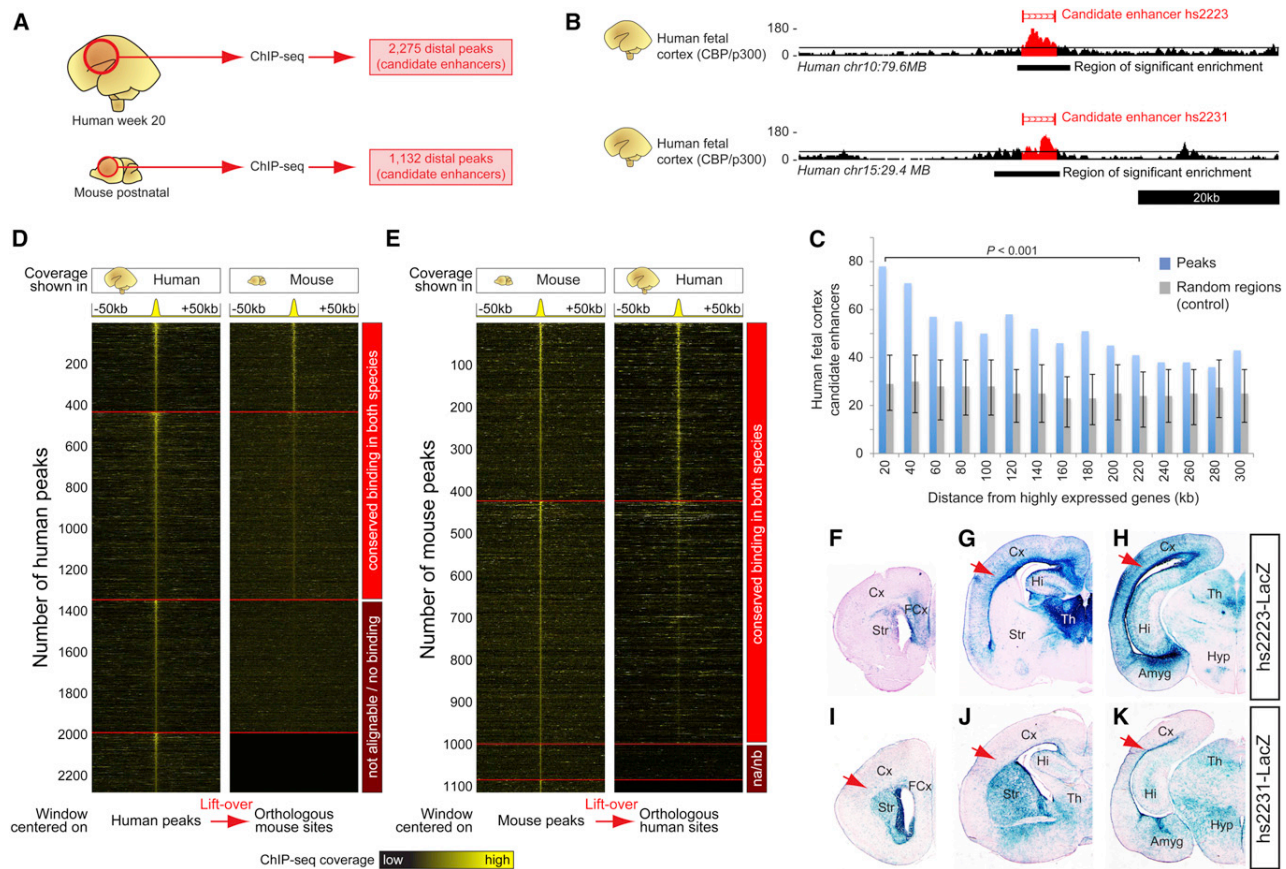 A
ChIP-seq
2,275 distal peaks
(candidate enhancers)
Human week 20
ChIP-seq
1,132 distal peaks
(candidate enhancers)
Mouse postnatal
B
Human fetal
cortex (CBP/p300)
180
0
Candidate enhancer hs2223
Human chr10:79.6MB
Region of significant enrichment
Human fetal
cortex (CBP/p300)
180
0
Candidate enhancer hs2231
Human chr15:29.4 MB
Region of significant enrichment
20kb
D
Coverage
shown in
Human
Mouse
-50kb
+50kb
-50kb
+50kb
Number of human peaks
200
400
600
800
1000
1200
1400
1600
1800
2000
2200
conserved binding in both species
not alignable / no binding
Window
centered on
Human peaks
Lift-over
Orthologous
mouse sites
E
Coverage
shown in
Mouse
Human
-50kb
+50kb
-50kb
+50kb
Number of mouse peaks
100
200
300
400
500
600
700
800
900
1000
1100
conserved binding in both species
na/nb
Window
centered on
Mouse peaks
Lift-over
Orthologous
human sites
ChIP-seq coverage
low
high
C
Human fetal cortex
candidate enhancers
80
60
40
20
0
P < 0.001
Peaks
Random regions
(control)
20
40
60
80
100
120
140
160
180
200
220
240
260
280
300
Distance from highly expressed genes (kb)
F
Cx
Str
FCx
G
Cx
Hi
Str
Th
H
Cx
Hi
Th
Hyp
Amyg
hs2223-LacZ
I
Cx
Str
FCx
J
Cx
Hi
Str
Th
K
Cx
Hi
Th
Hyp
Amyg
hs2231-LacZ